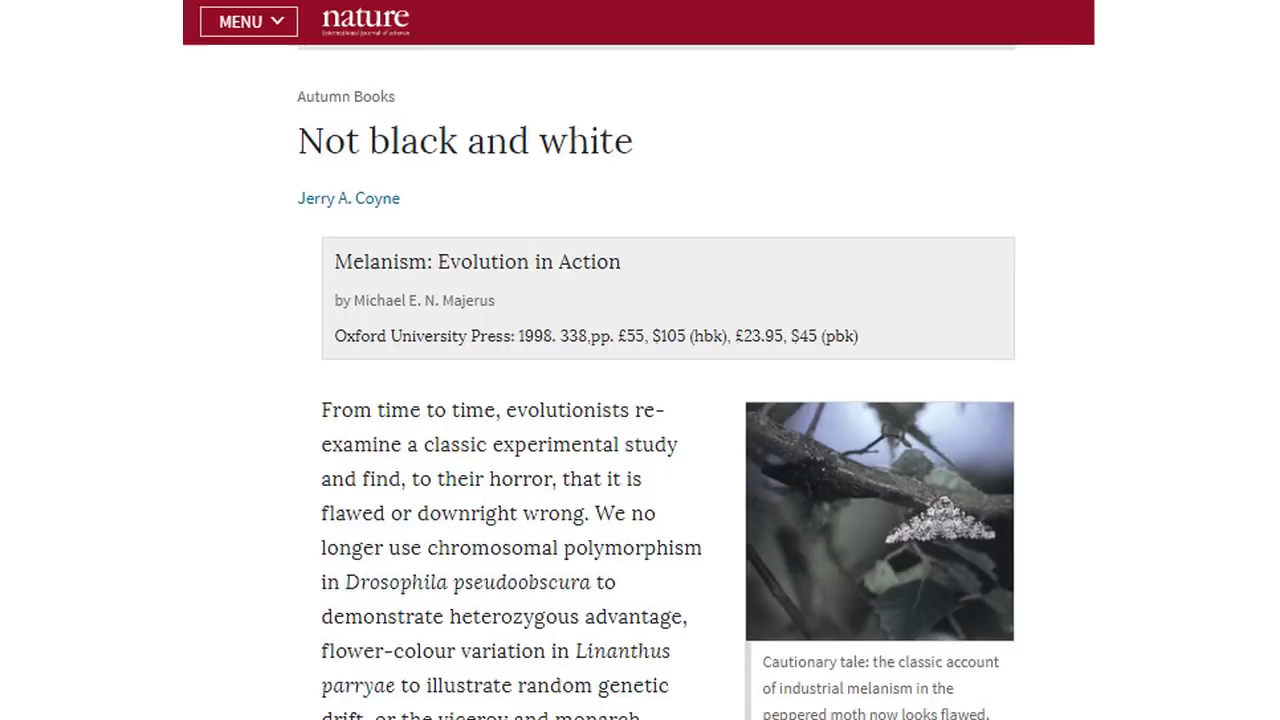 MENU
nature
International journal of science
Autumn Books
Not black and white
Jerry A. Coyne
Melanism: Evolution in Action
by Michael E. N. Majerus
Oxford University Press: 1998. 338,pp. £55, $105 (hbk), £23.95, $45 (pbk)
From time to time, evolutionists re-
examine a classic experimental study
and find, to their horror, that it is
flawed or downright wrong. We no
longer use chromosomal polymorphism
in Drosophila pseudoobscura to
demonstrate heterozygous advantage,
flower-colour variation in Linanthus
parryae to illustrate random genetic
drift, or the viceroy and monarch
Cautionary tale: the classic account
of industrial melanism in the
peppered moth now looks flawed.